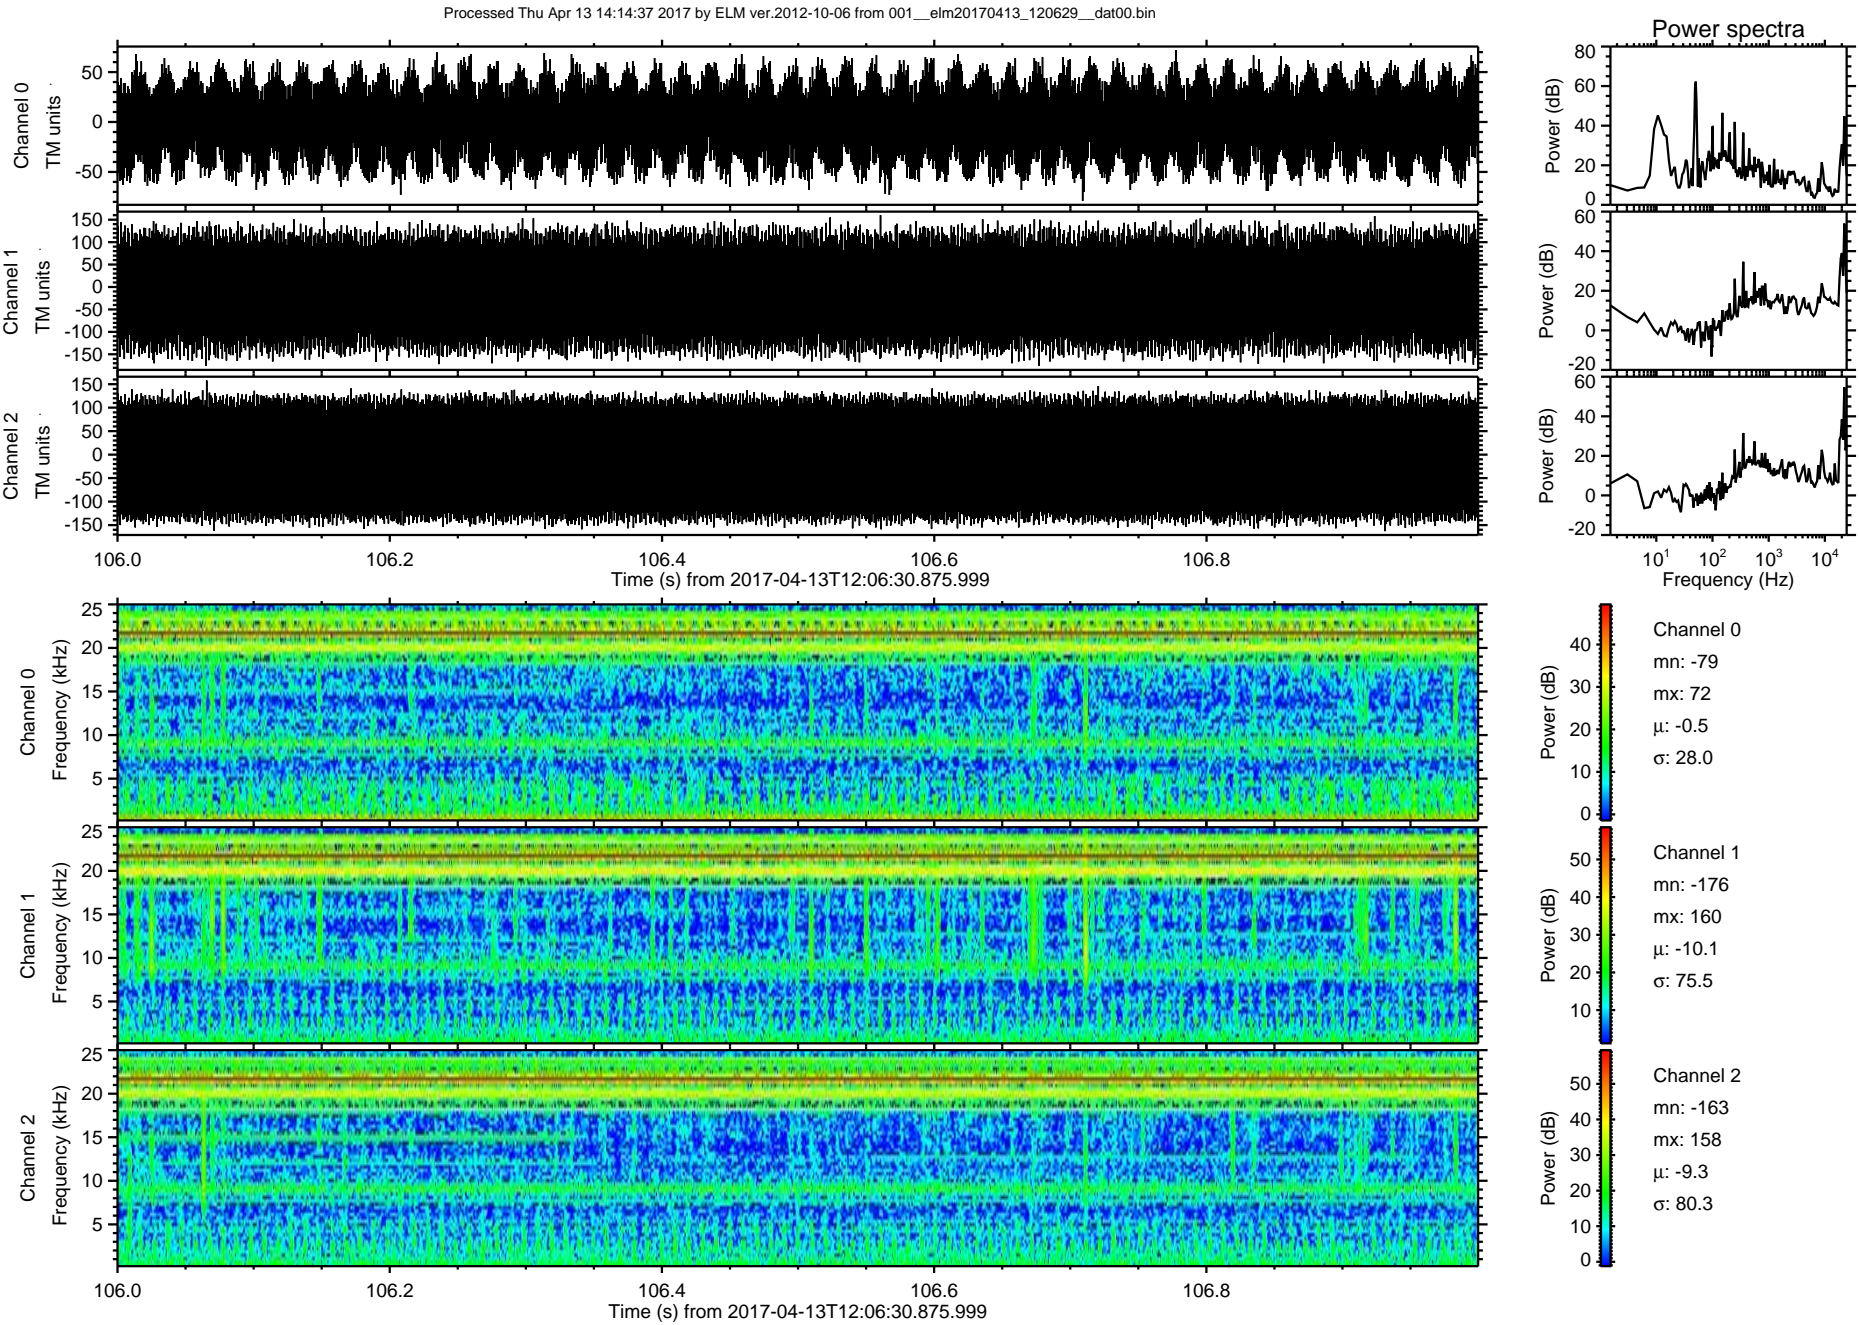 Processed Thu Apr 13 14:14:37 2017 by ELM ver.2012-10-06 from 001__elm20170413_120629__dat00.bin
Power spectra
Channel 0
TM units
50
0
-50
Power (dB)
80
60
40
20
0
Channel 1
TM units
150
100
50
0
-50
-100
-150
Power (dB)
60
40
20
0
-20
Channel 2
TM units
150
100
50
0
-50
-100
-150
Power (dB)
60
40
20
0
-20
106.0 106.2 106.4 106.6 106.8
Time (s) from 2017-04-13T12:06:30.875.999
10^1 10^2 10^3 10^4
Frequency (Hz)
Channel 0
Frequency (kHz)
25
20
15
10
5
Power (dB)
40
30
20
10
0
Channel 0
mn: -79
mx: 72
μ: -0.5
σ: 28.0
Channel 1
Frequency (kHz)
25
20
15
10
5
Power (dB)
50
40
30
20
10
Channel 1
mn: -176
mx: 160
μ: -10.1
σ: 75.5
Channel 2
Frequency (kHz)
25
20
15
10
5
Power (dB)
50
40
30
20
10
0
Channel 2
mn: -163
mx: 158
μ: -9.3
σ: 80.3
106.0 106.2 106.4 106.6 106.8
Time (s) from 2017-04-13T12:06:30.875.999